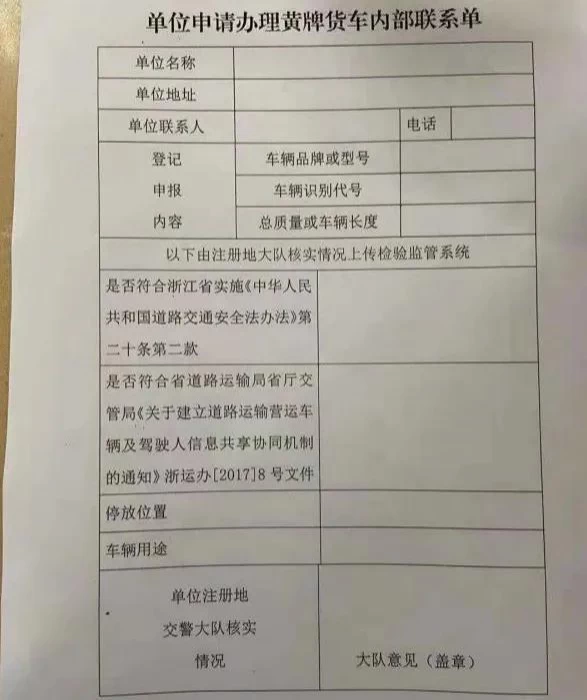 单位申请办理黄牌货车内部联系单
单位名称
单位地址
单位联系人 电话
登记 车辆品牌或型号
申报 车辆识别代号
内容 总质量或车辆长度
以下由注册地大队核实情况上传检验监管系统
是否符合浙江省实施《中华人民
共和国道路交通安全法办法》第
二十条第二款
是否符合省道路运输局省厅交
管局《关于建立道路运输营运车
辆及驾驶人信息共享协同机制
的通知》浙运办[2017]8 号文件
停放位置
车辆用途
单位注册地
交警大队核实
情况 大队意见（盖章）